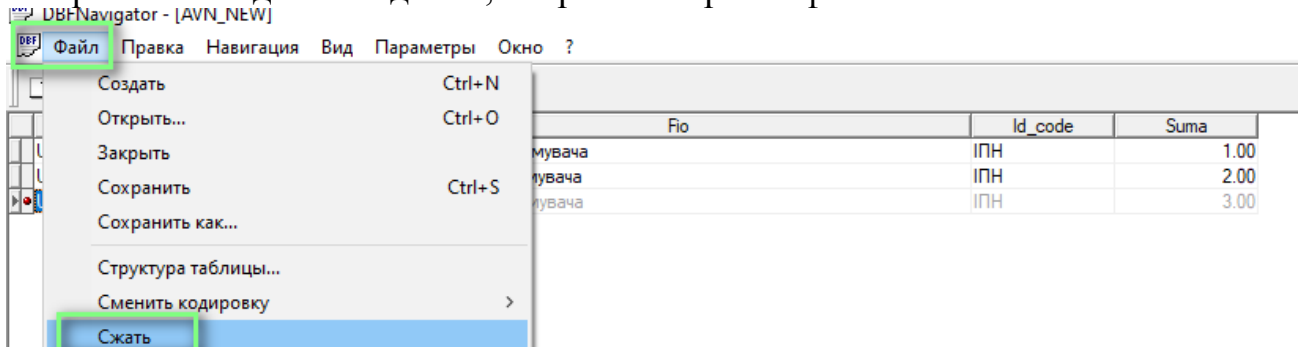 DBFNavigator - [AVN_NEW]
Файл Правка Навигация Вид Параметры Окно ?
Создать Ctrl+N
Открыть... Ctrl+O
Fio Id_code Suma
Закрыть мувача ІПН 1.00
Сохранить Ctrl+S мувача ІПН 2.00
мувача ІПН 3.00
Сохранить как...
Структура таблицы...
Сменить кодировку >
Сжать